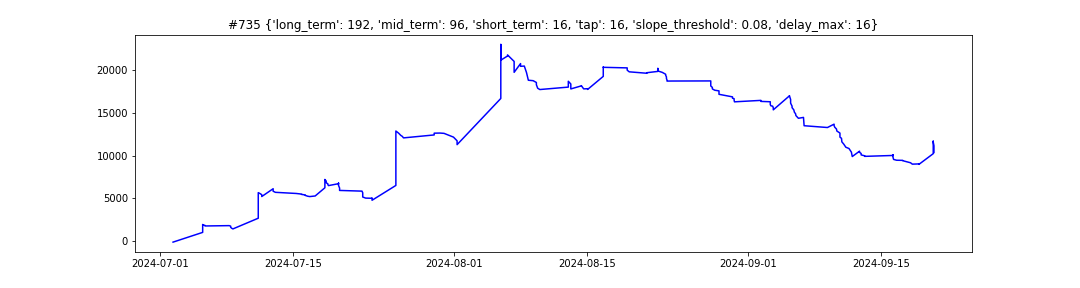 #735 {'long_term': 192, 'mid_term': 96, 'short_term': 16, 'tap': 16, 'slope_threshold': 0.08, 'delay_max': 16}
20000
15000
10000
5000
0
2024-07-01 2024-07-15 2024-08-01 2024-08-15 2024-09-01 2024-09-15